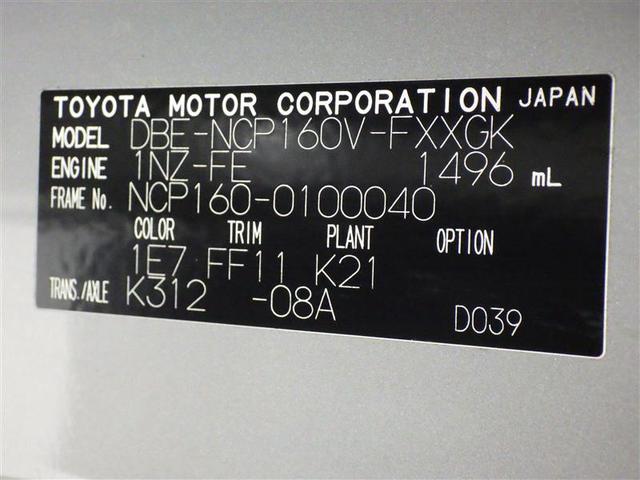 TOYOTA MOTOR CORPORATION JAPAN
MODEL DBE-NCP160V-FXXGK
ENGINE 1NZ-FE 1496 mL
FRAME No. NCP160-0100040
COLOR TRIM PLANT OPTION
1E7 FF11 K21
TRANS./AXLE K312 -08A
D039